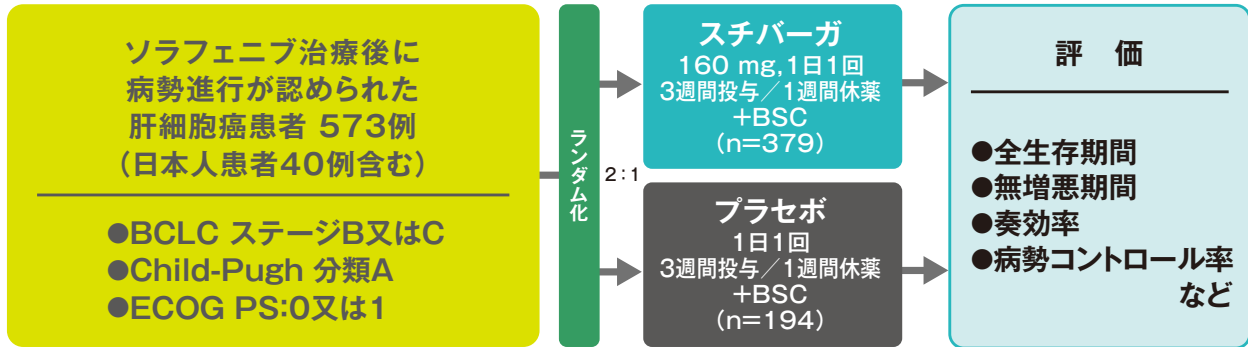 ソラフェニブ治療後に
病勢進行が認められた
肝細胞癌患者 573例
（日本人患者40例含む）
●BCLC ステージB又はC
●Child-Pugh 分類A
●ECOG PS:0又は1
ランダム化
2：1
スチバーガ
160 mg,1日1回
3週間投与／1週間休薬
+BSC
（n=379）
プラセボ
1日1回
3週間投与／1週間休薬
+BSC
（n=194）
評 価
●全生存期間
●無増悪期間
●奏効率
●病勢コントロール率
など